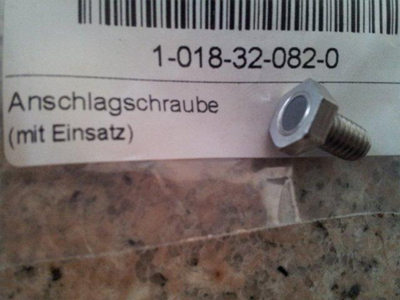 1-018-32-082-0
Anschlagschraube
(mit Einsatz)